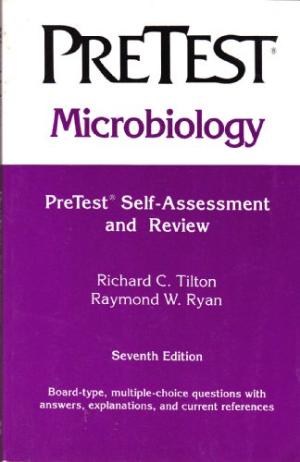 PRETEST®
Microbiology
PreTest® Self-Assessment
and Review
Richard C. Tilton
Raymond W. Ryan
Seventh Edition
Board-type, multiple-choice questions with
answers, explanations, and current references